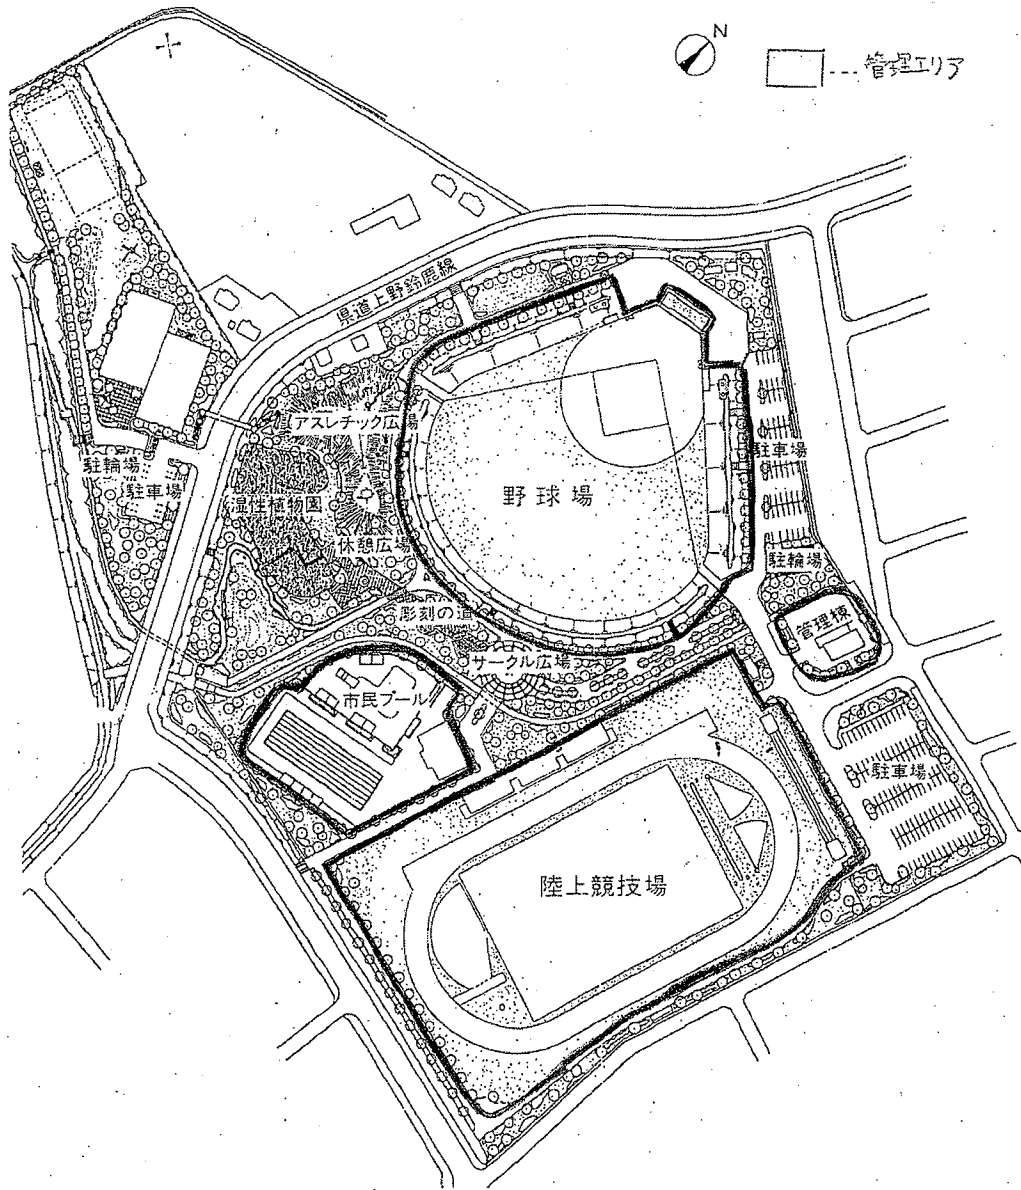 N
--- 管理エリア
県道上野鈴鹿線
アスレチック広場
駐輪場
駐車場
湿性植物園
休憩広場
野球場
駐車場
駐輪場
彫刻の道
管理棟
サークル広場
市民プール
駐車場
陸上競技場